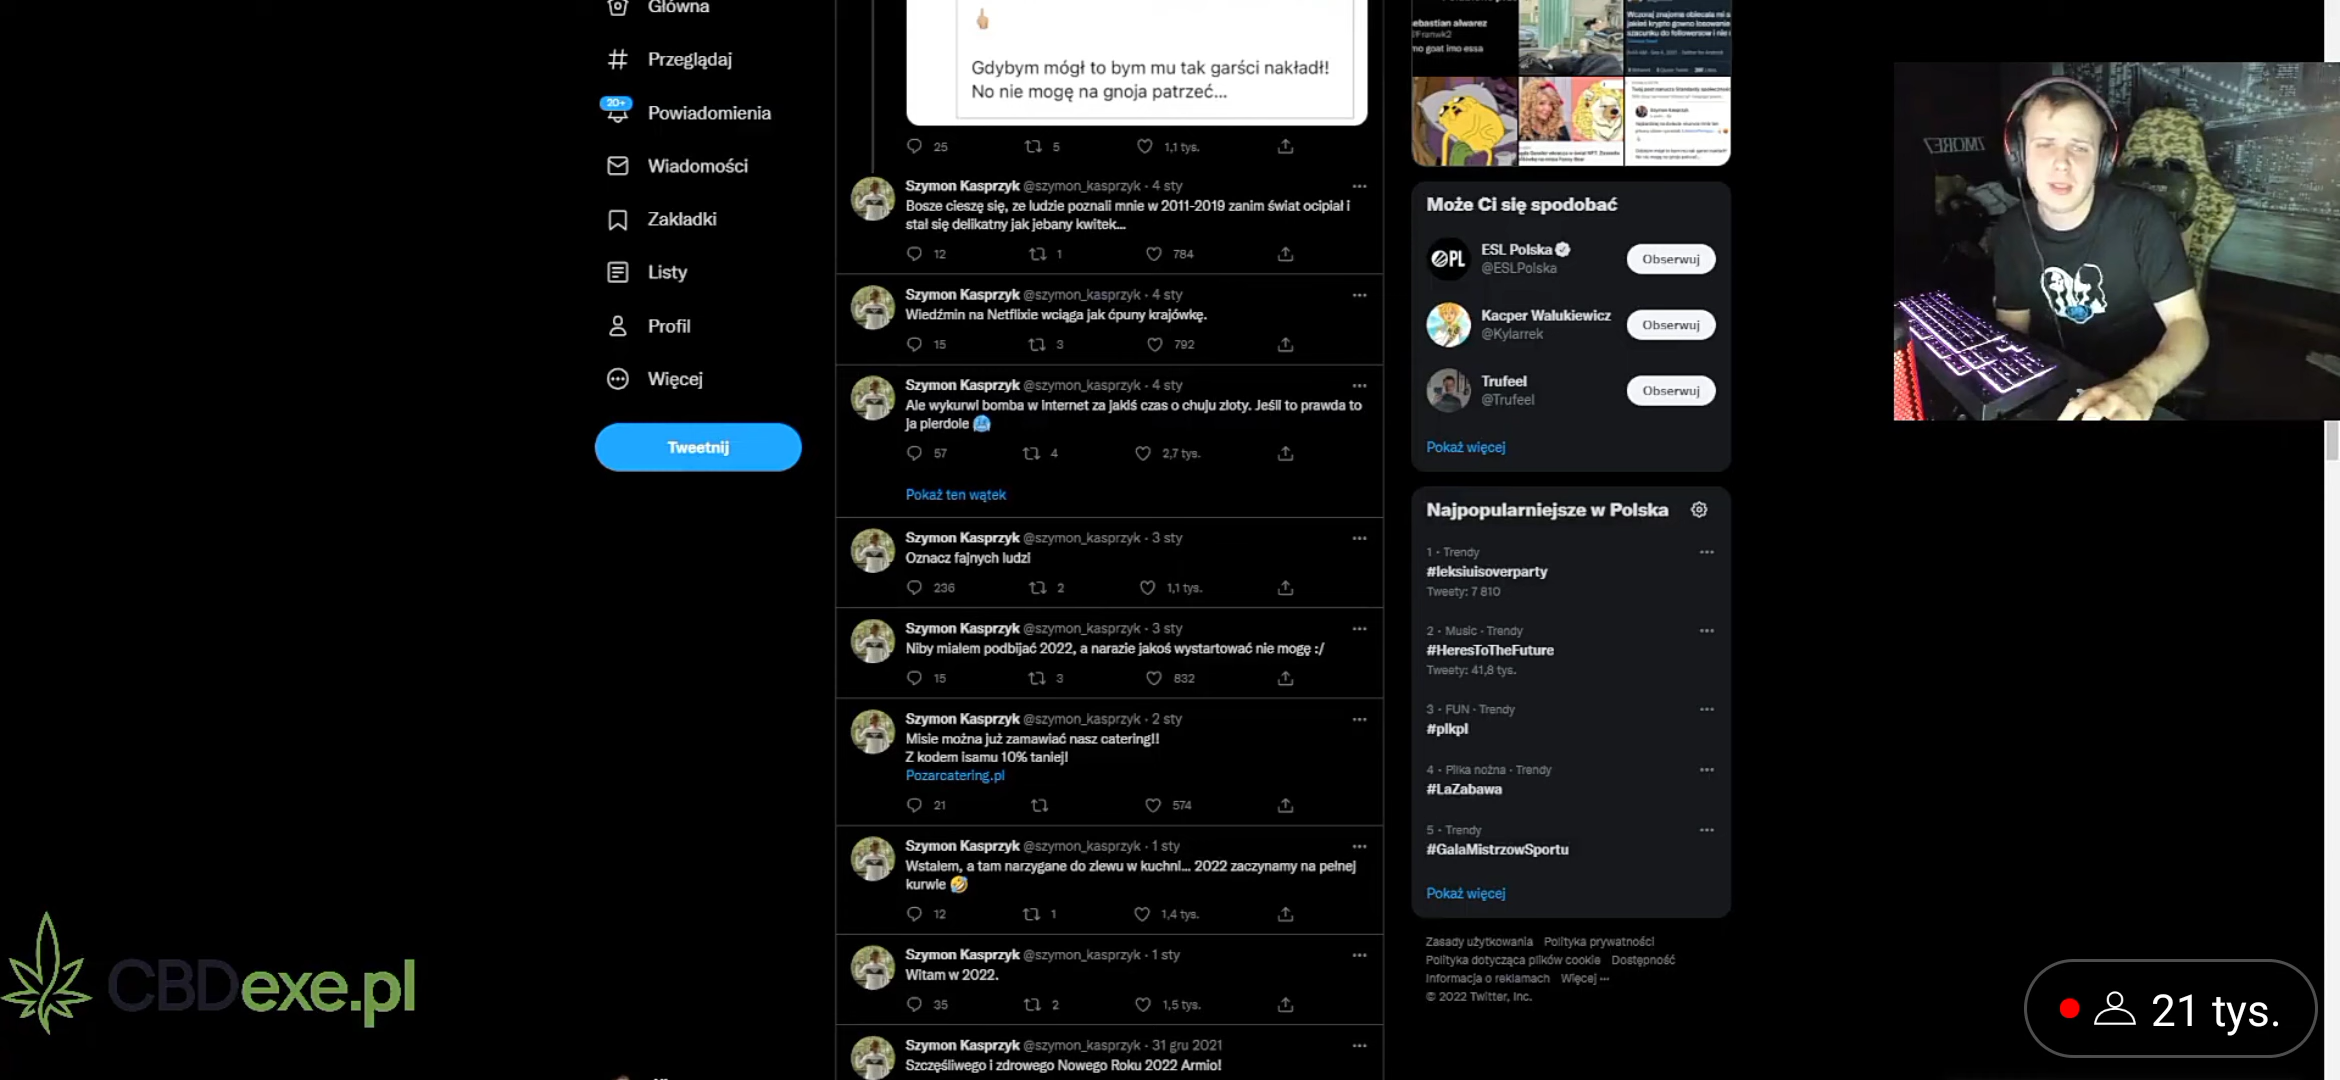 Główna
Przeglądaj
20+
Powiadomienia
Wiadomości
Zakładki
Listy
Profil
Więcej
Tweetnij
Gdybym mógł to bym mu tak garści nakładł!
No nie mogę na gnoja patrzeć...
25 5 1,1 tys.
Szymon Kasprzyk @szymon_kasprzyk · 4 sty
Bosze cieszę się, ze ludzie poznali mnie w 2011-2019 zanim świat ocipiał i
stał się delikatny jak jebany kwitek...
12 1 784
Szymon Kasprzyk @szymon_kasprzyk · 4 sty
Wiedźmin na Netflixie wciąga jak ćpuny krajówkę.
15 3 792
Szymon Kasprzyk @szymon_kasprzyk · 4 sty
Ale wykurwi bomba w internet za jakiś czas o chuju złoty. Jeśli to prawda to
ja pierdole
57 4 2,7 tys.
Pokaż ten wątek
Szymon Kasprzyk @szymon_kasprzyk · 3 sty
Oznacz fajnych ludzi
236 2 1,1 tys.
Szymon Kasprzyk @szymon_kasprzyk · 3 sty
Niby miałem podbijać 2022, a narazie jakoś wystartować nie mogę :/
15 3 832
Szymon Kasprzyk @szymon_kasprzyk · 2 sty
Misie można już zamawiać nasz catering!!
Z kodem isamu 10% taniej!
Pozarcatering.pl
21 574
Szymon Kasprzyk @szymon_kasprzyk · 1 sty
Wstałem, a tam narzygane do zlewu w kuchni... 2022 zaczynamy na pełnej
kurwie
12 1 1,4 tys.
Szymon Kasprzyk @szymon_kasprzyk · 1 sty
Witam w 2022.
35 2 1,5 tys.
Szymon Kasprzyk @szymon_kasprzyk · 31 gru 2021
Szczęśliwego i zdrowego Nowego Roku 2022 Armio!
ebastian alwarez
@Franwk2
no goat imo essa
Może Ci się spodobać
ESL Polska
@ESLPolska
Obserwuj
Kacper Walukiewicz
@Kylarrek
Obserwuj
Trufeel
@Trufeel
Obserwuj
Pokaż więcej
Najpopularniejsze w Polska
1 · Trendy
#leksiuisoverparty
Tweety: 7 810
2 · Music · Trendy
#HeresToTheFuture
Tweety: 41,8 tys.
3 · FUN · Trendy
#plkpl
4 · Piłka nożna · Trendy
#LaZabawa
5 · Trendy
#GalaMistrzowSportu
Pokaż więcej
Zasady użytkowania Polityka prywatności
Polityka dotycząca plików cookie Dostępność
Informacja o reklamach Więcej ···
© 2022 Twitter, Inc.
CBDexe.pl
21 tys.